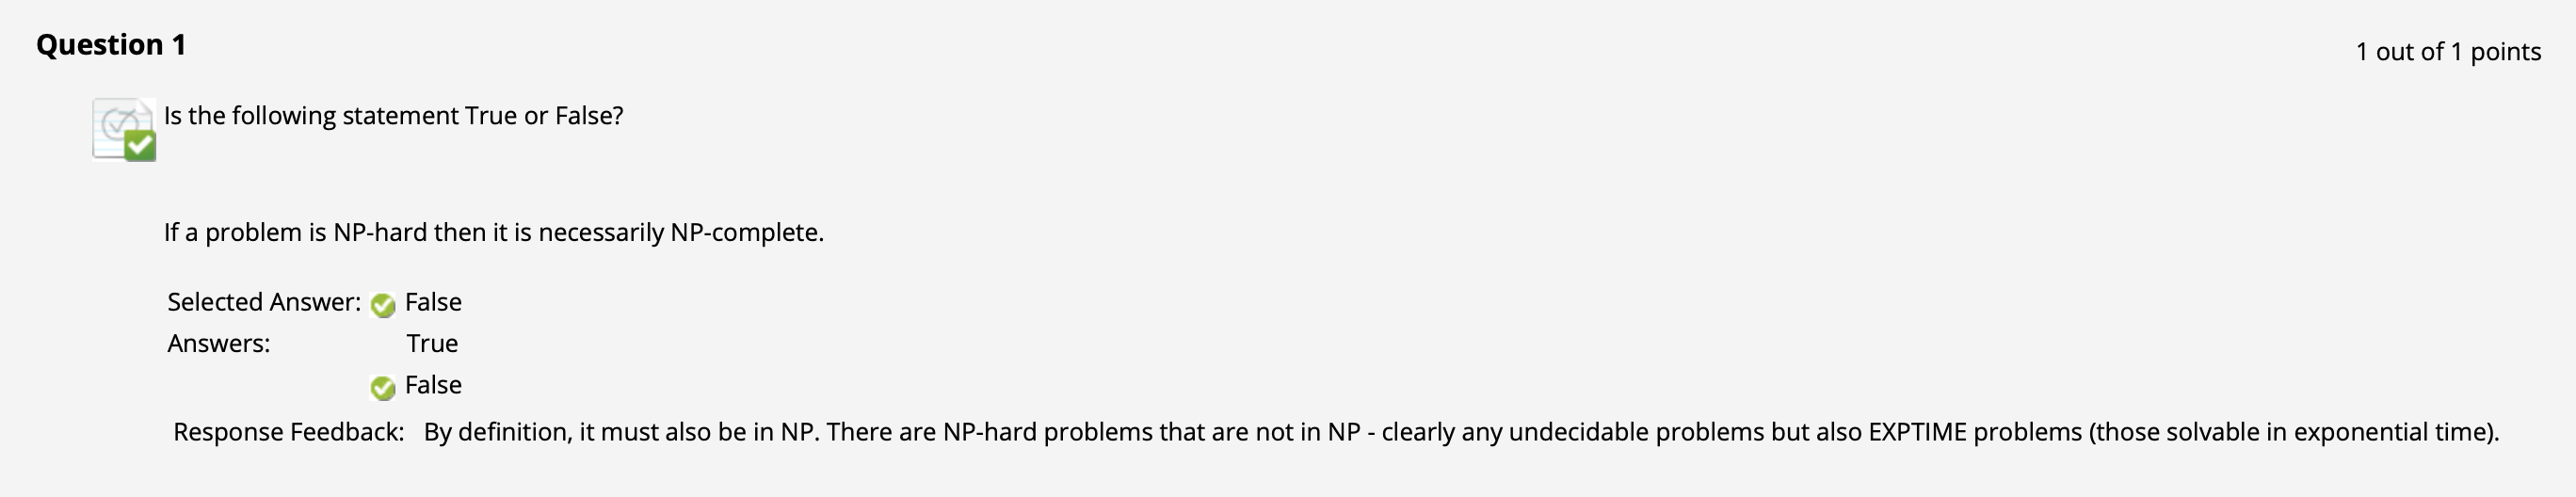 Question 1
1 out of 1 points
Is the following statement True or False?
If a problem is NP-hard then it is necessarily NP-complete.
Selected Answer: False
Answers: True
False
Response Feedback: By definition, it must also be in NP. There are NP-hard problems that are not in NP - clearly any undecidable problems but also EXPTIME problems (those solvable in exponential time).